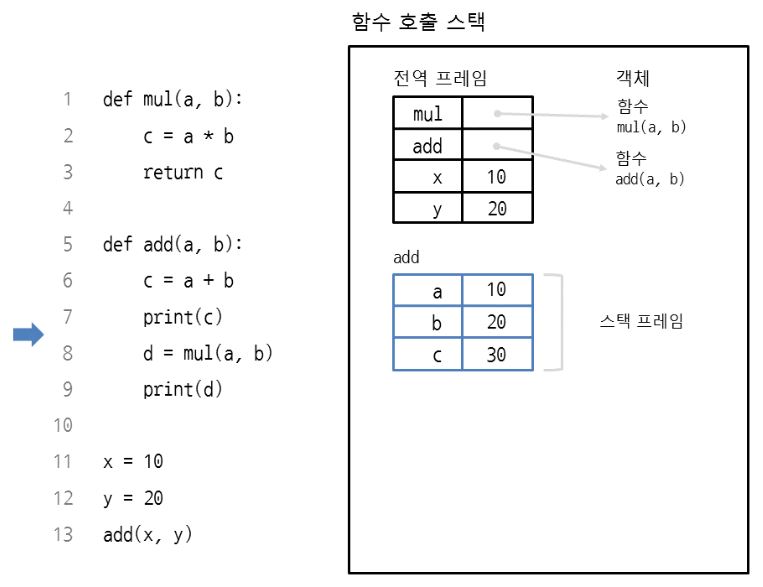 함수 호출 스택
1 def mul(a, b):
2 c = a * b
3 return c
4
5 def add(a, b):
6 c = a + b
7 print(c)
8 d = mul(a, b)
9 print(d)
10
11 x = 10
12 y = 20
13 add(x, y)
전역 프레임 객체
mul 함수
mul(a, b)
add 함수
add(a, b)
x 10
y 20
add
a 10
b 20
c 30
스택 프레임